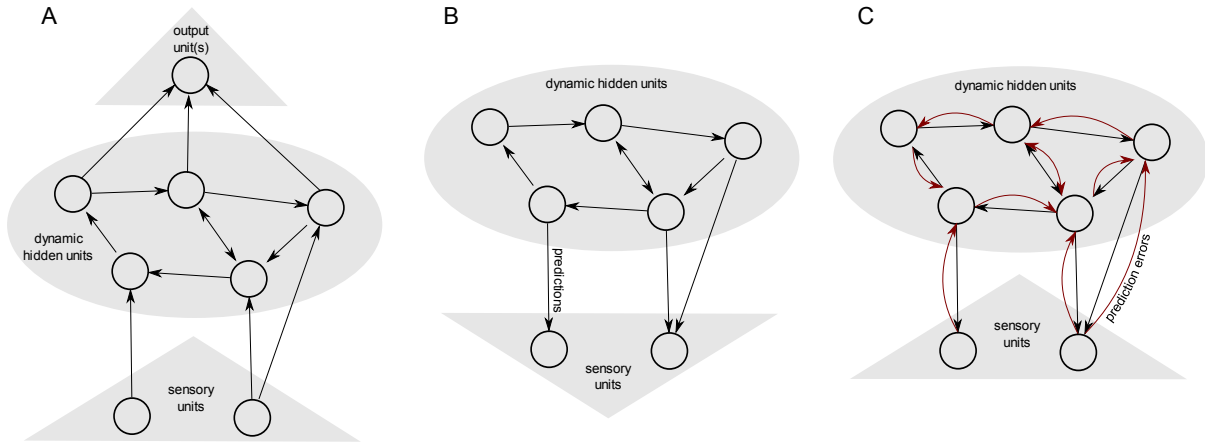 A
output
unit(s)
dynamic
hidden units
sensory
units
B
dynamic hidden units
predictions
sensory
units
C
dynamic hidden units
prediction errors
sensory
units